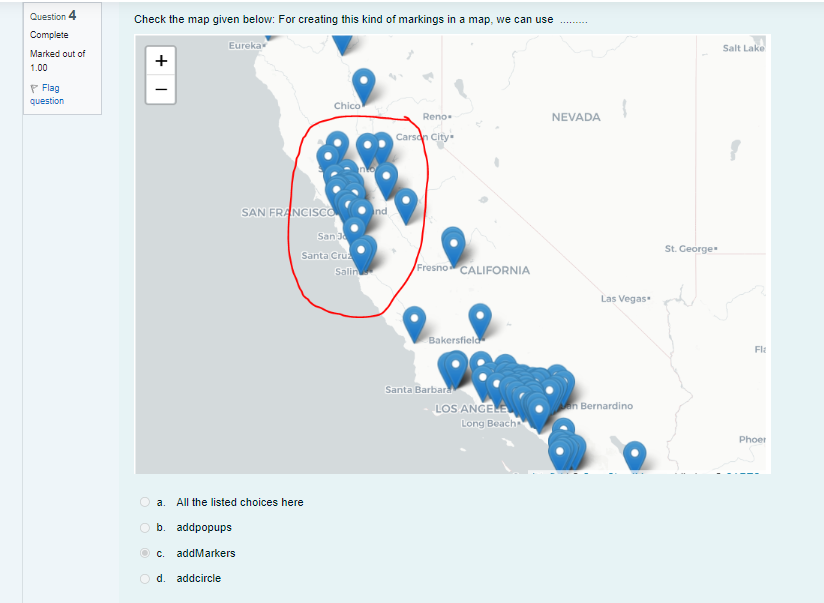 Question 4
Complete
Marked out of
1.00
Flag
question
Check the map given below: For creating this kind of markings in a map, we can use .........
+
−
Eureka
Salt Lake
Chico
Reno
NEVADA
Carson City
SAN FRANCISCO
San Jo
Santa Cruz
Salin
Fresno
CALIFORNIA
St. George
Las Vegas
Bakersfield
Fla
Santa Barbara
LOS ANGELE
an Bernardino
Long Beach
Phoen
a. All the listed choices here
b. addpopups
c. addMarkers
d. addcircle